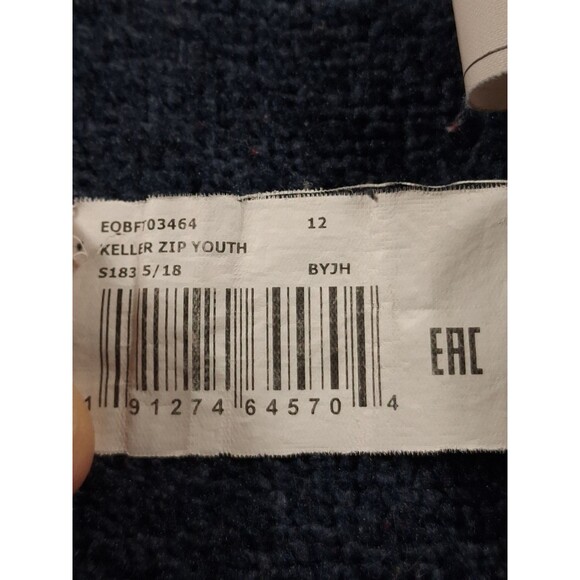 EQBFT03464 12
KELLER ZIP YOUTH
S183 5/18 BYJH
EAC
1 91274 64570 4